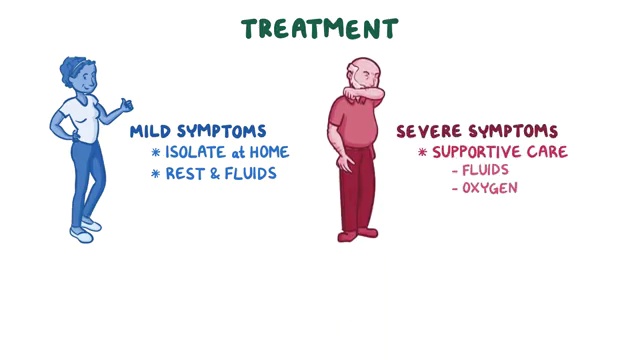 TREATMENT
MILD SYMPTOMS
* ISOLATE at HOME
* REST & FLUIDS
SEVERE SYMPTOMS
* SUPPORTIVE CARE
- FLUIDS
- OXYGEN